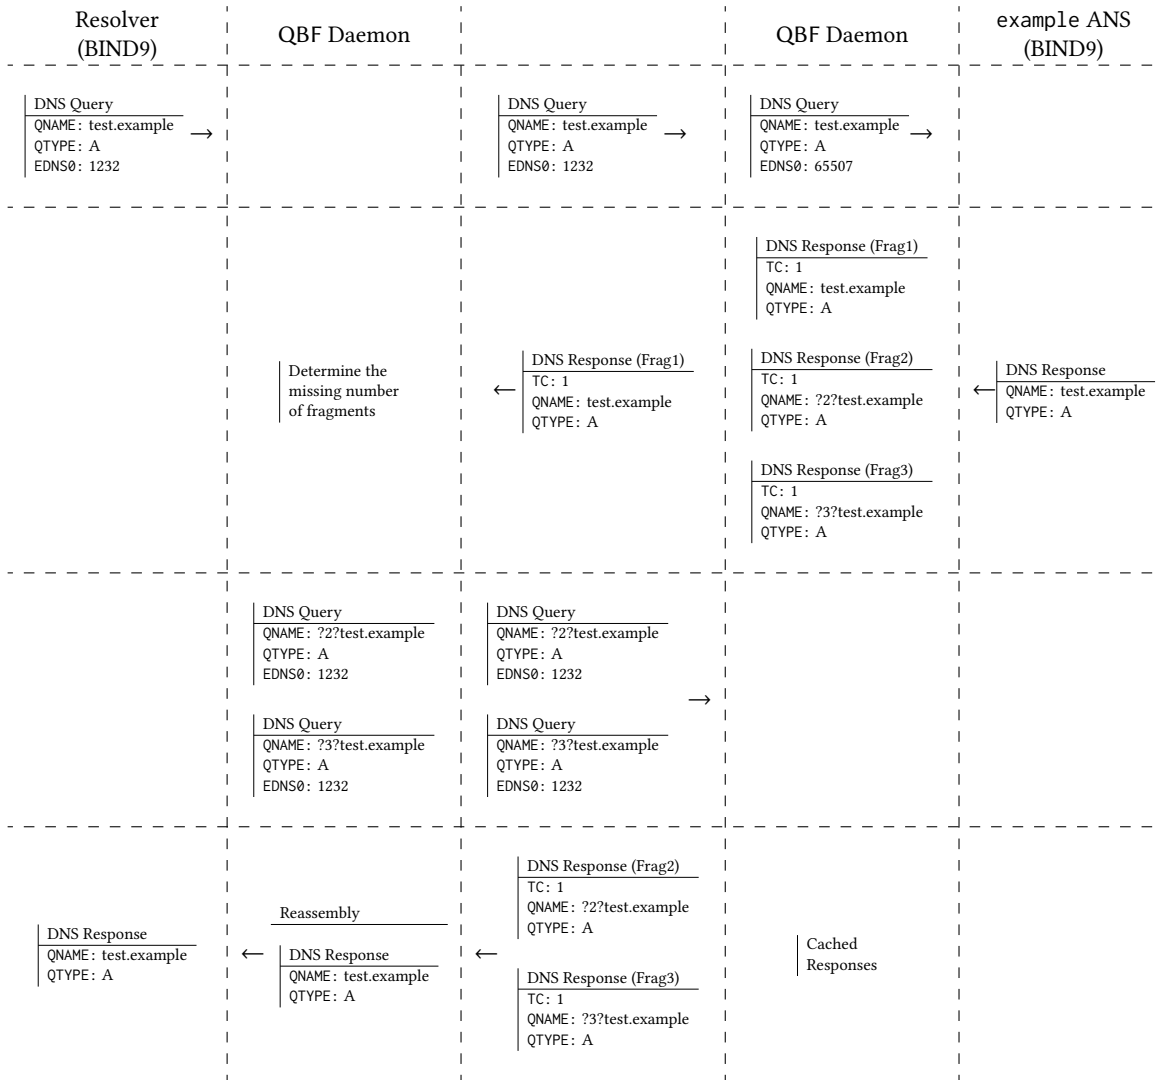 Resolver
(BIND9)
QBF Daemon
QBF Daemon
example ANS
(BIND9)
DNS Query
QNAME: test.example
QTYPE: A
EDNS0: 1232
→
DNS Query
QNAME: test.example
QTYPE: A
EDNS0: 1232
→
DNS Query
QNAME: test.example
QTYPE: A
EDNS0: 65507
→
Determine the
missing number
of fragments
←
DNS Response (Frag1)
TC: 1
QNAME: test.example
QTYPE: A
DNS Response (Frag1)
TC: 1
QNAME: test.example
QTYPE: A
DNS Response (Frag2)
TC: 1
QNAME: ?2?test.example
QTYPE: A
DNS Response (Frag3)
TC: 1
QNAME: ?3?test.example
QTYPE: A
←
DNS Response
QNAME: test.example
QTYPE: A
DNS Query
QNAME: ?2?test.example
QTYPE: A
EDNS0: 1232
DNS Query
QNAME: ?3?test.example
QTYPE: A
EDNS0: 1232
DNS Query
QNAME: ?2?test.example
QTYPE: A
EDNS0: 1232
DNS Query
QNAME: ?3?test.example
QTYPE: A
EDNS0: 1232
→
DNS Response
QNAME: test.example
QTYPE: A
←
Reassembly
DNS Response
QNAME: test.example
QTYPE: A
←
DNS Response (Frag2)
TC: 1
QNAME: ?2?test.example
QTYPE: A
DNS Response (Frag3)
TC: 1
QNAME: ?3?test.example
QTYPE: A
Cached
Responses